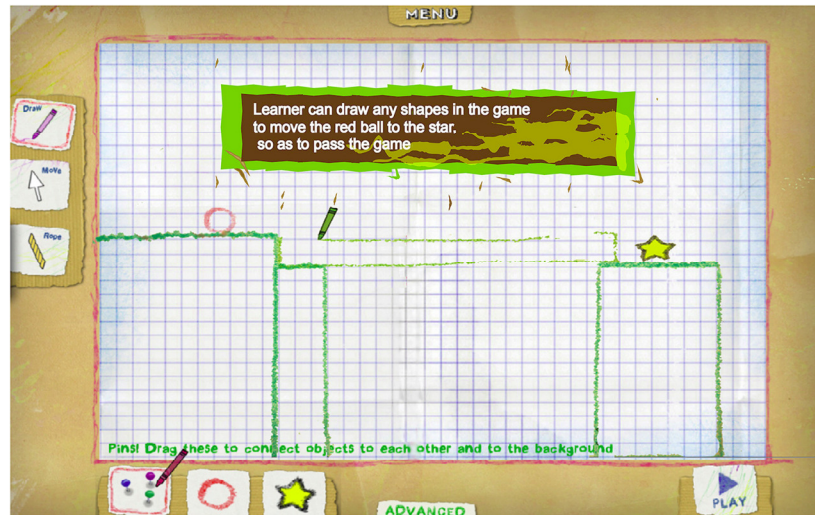 MENU
Learner can draw any shapes in the game
to move the red ball to the star.
so as to pass the game
Draw
Move
Rope
Pins! Drag these to connect objects to each other and to the background
PLAY
ADVANCED